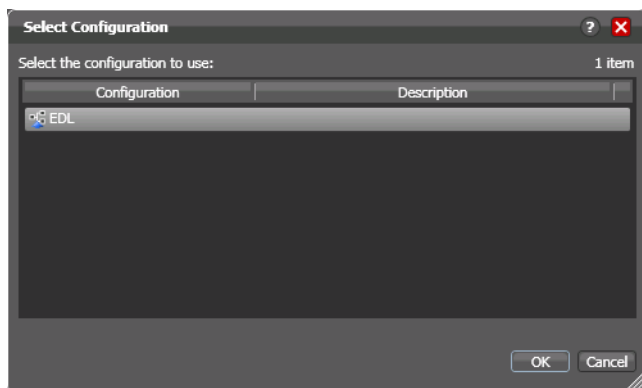 Select Configuration ?
Select the configuration to use: 1 item
Configuration Description
EDL
OK Cancel